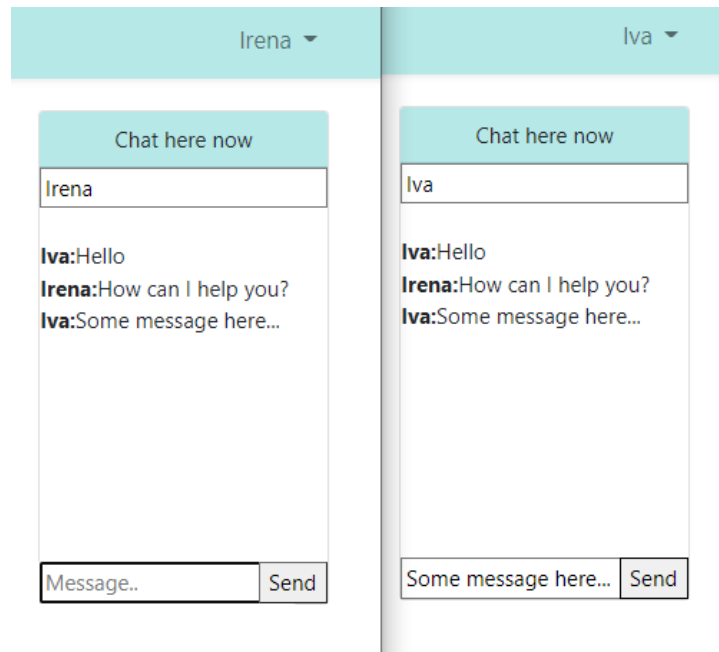 Irena
Chat here now
Irena
Iva:Hello
Irena:How can I help you?
Iva:Some message here...
Message..
Send
Iva
Chat here now
Iva
Iva:Hello
Irena:How can I help you?
Iva:Some message here...
Some message here...
Send